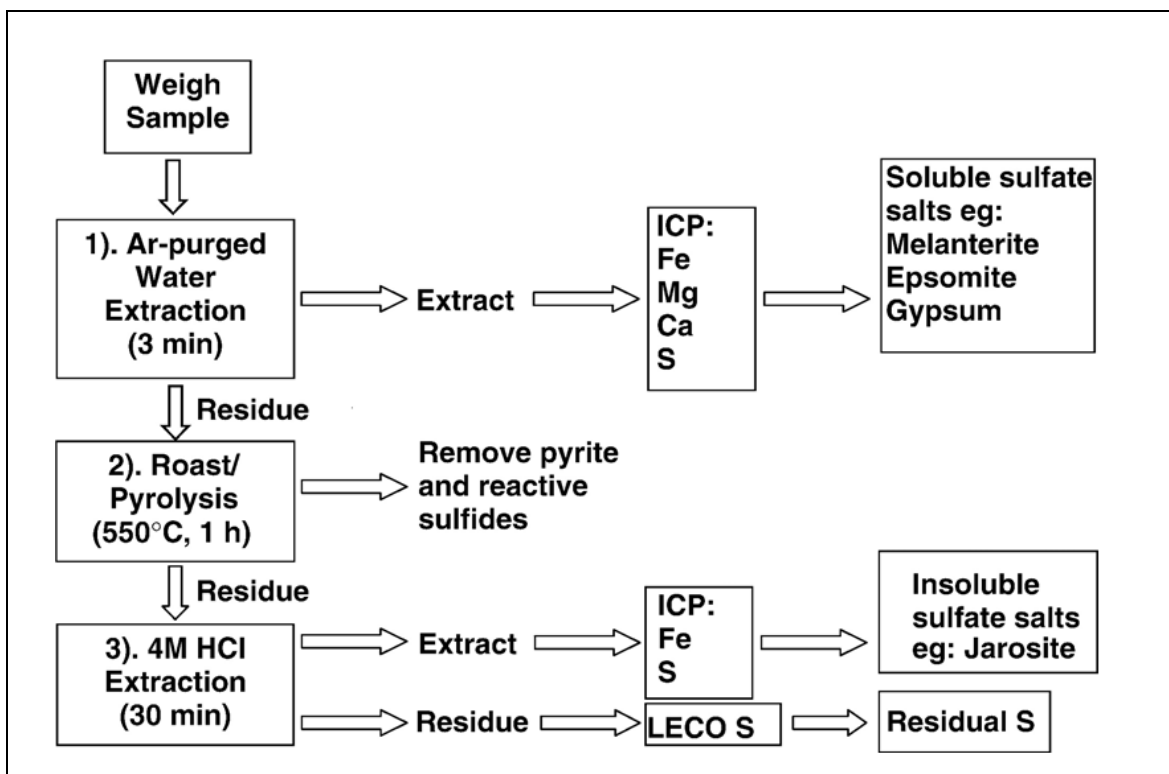 Weigh
Sample
1). Ar-purged
Water
Extraction
(3 min)
Extract
ICP:
Fe
Mg
Ca
S
Soluble sulfate
salts eg:
Melanterite
Epsomite
Gypsum
Residue
2). Roast/
Pyrolysis
(550°C, 1 h)
Remove pyrite
and reactive
sulfides
Residue
3). 4M HCl
Extraction
(30 min)
Extract
ICP:
Fe
S
Insoluble
sulfate salts
eg: Jarosite
Residue
LECO S
Residual S